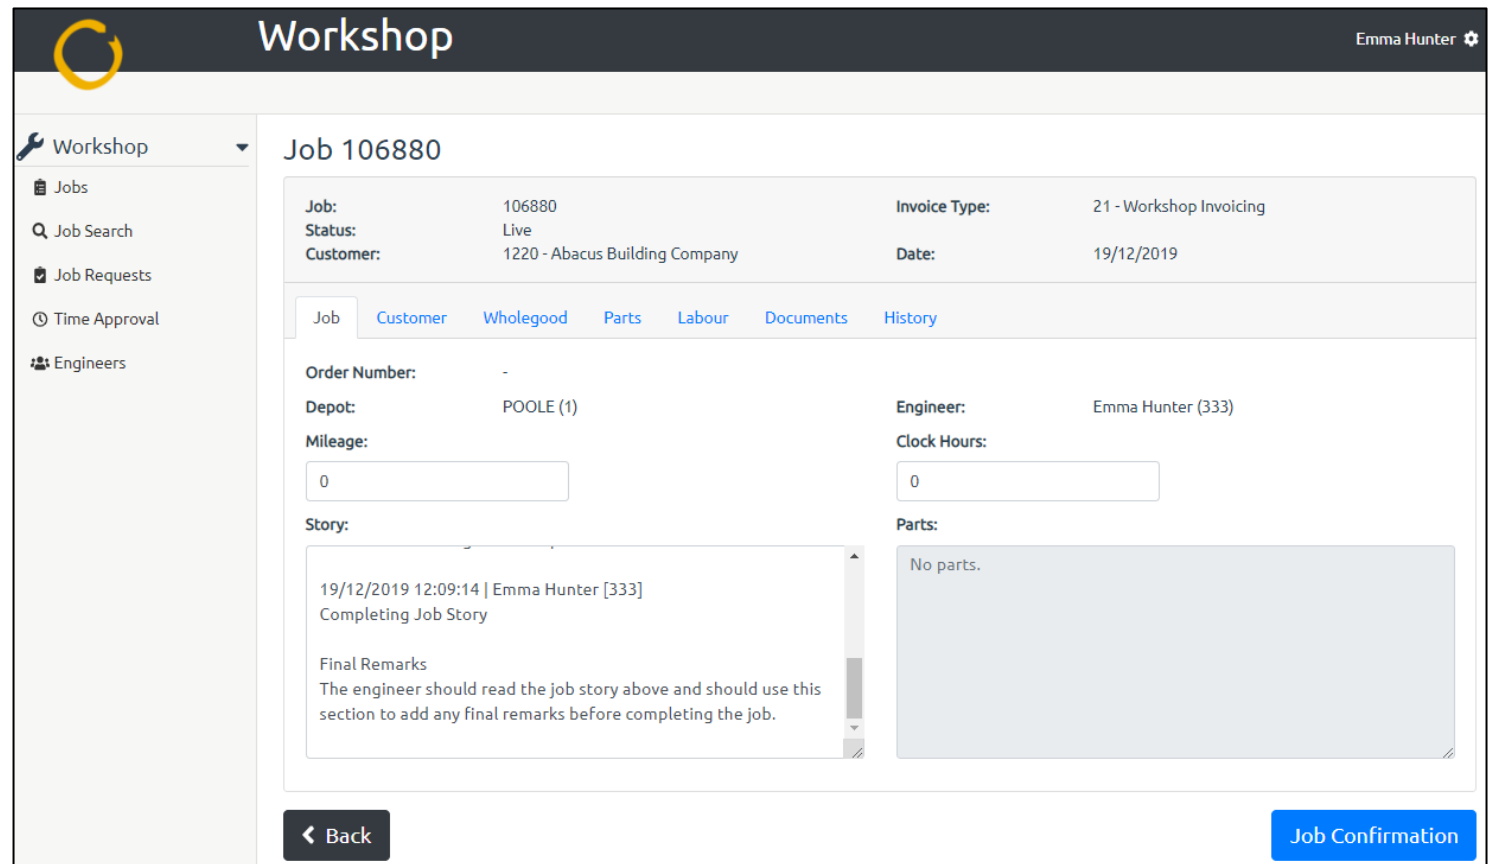 Workshop
Emma Hunter
Workshop
Jobs
Job Search
Job Requests
Time Approval
Engineers
Job 106880
Job: 106880 Invoice Type: 21 - Workshop Invoicing
Status: Live
Customer: 1220 - Abacus Building Company Date: 19/12/2019
Job Customer Wholegood Parts Labour Documents History
Order Number: -
Depot: POOLE (1) Engineer: Emma Hunter (333)
Mileage: Clock Hours:
0 0
Story: Parts:
No parts.
19/12/2019 12:09:14 | Emma Hunter [333]
Completing Job Story
Final Remarks
The engineer should read the job story above and should use this
section to add any final remarks before completing the job.
Back Job Confirmation